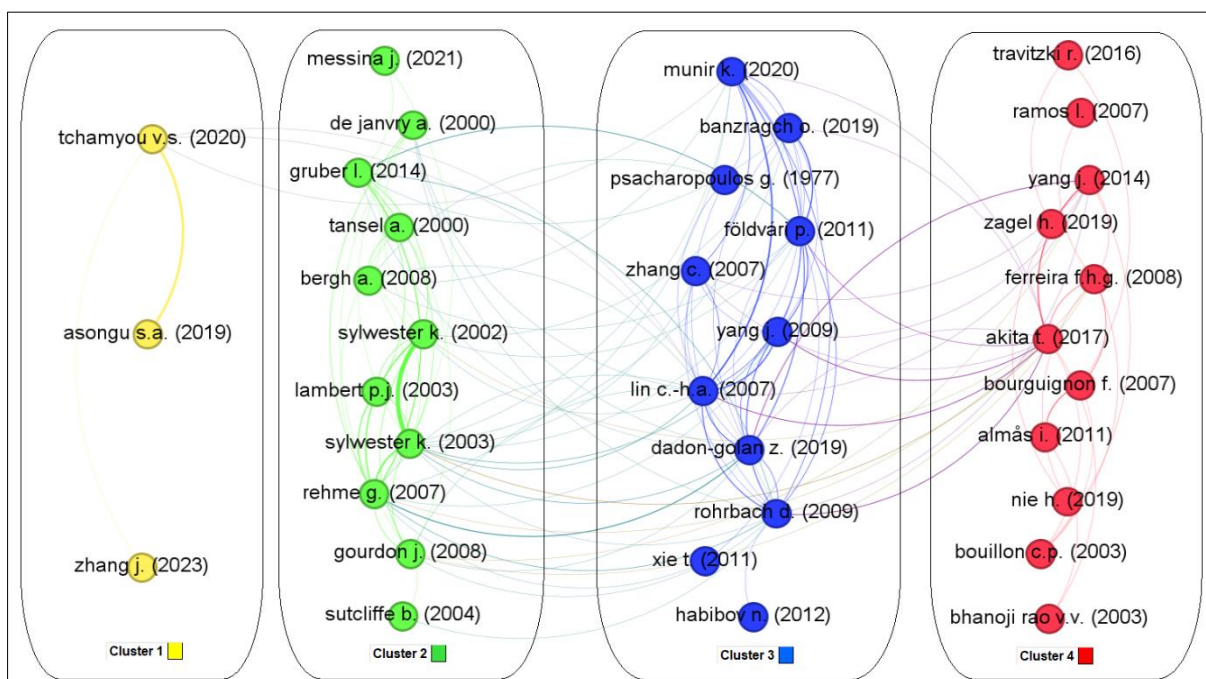 tchamyou v.s. (2020)
asongu s.a. (2019)
zhang j. (2023)
Cluster 1
messina j. (2021)
de janvry a. (2000)
gruber l. (2014)
tansel a. (2000)
bergh a. (2008)
sylwester k. (2002)
lambert p.j. (2003)
sylwester k. (2003)
rehme g. (2007)
gourdon j. (2008)
sutcliffe b. (2004)
Cluster 2
munir k. (2020)
banzragch o. (2019)
psacharopoulos g. (1977)
földvári p. (2011)
zhang c. (2007)
yang j. (2009)
lin c.-h.a. (2007)
dadon-golan z. (2019)
rohrbach d. (2009)
xie t. (2011)
habibov n. (2012)
Cluster 3
travitzki r. (2016)
ramos l. (2007)
yang j. (2014)
zagel h. (2019)
ferreira f.h.g. (2008)
akita t. (2017)
bourguignon f. (2007)
almås i. (2011)
nie h. (2019)
bouillon c.p. (2003)
bhanoji rao v.v. (2003)
Cluster 4